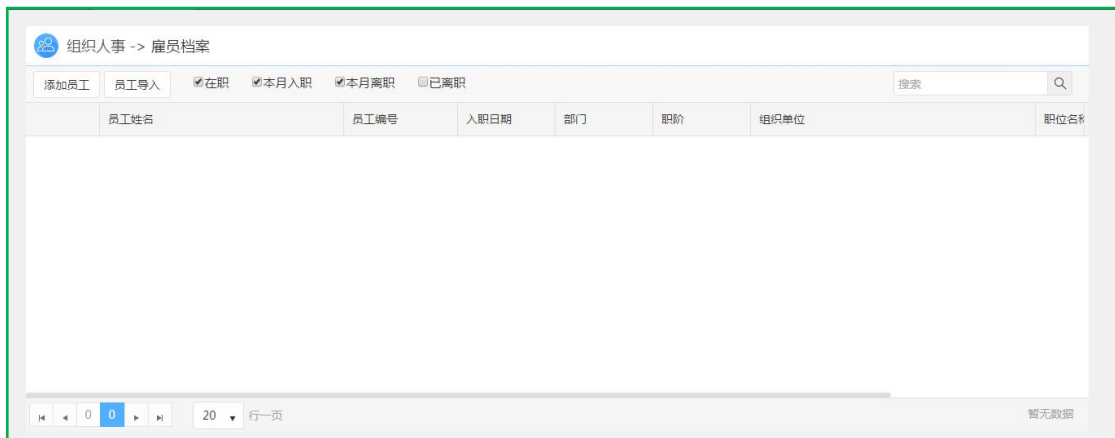 组织人事 -> 雇员档案
添加员工 员工导入 在职 本月入职 本月离职 已离职 搜索
员工姓名 员工编号 入职日期 部门 职阶 组织单位 职位名称
0 0 20 行一页 暂无数据